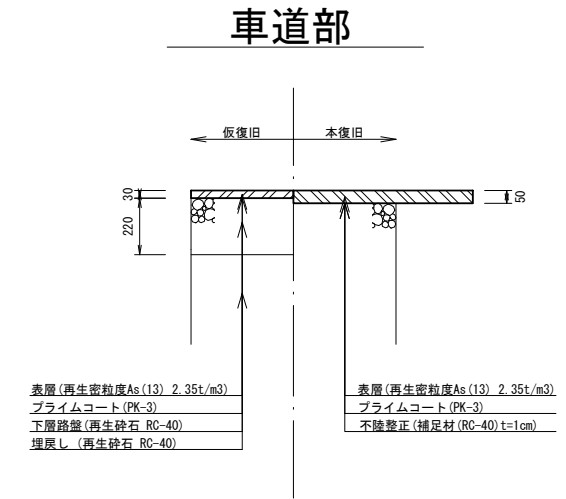 車道部
仮復旧
本復旧
30
220
50
表層(再生密粒度As(13) 2.35t/m3)
プライムコート(PK-3)
下層路盤(再生砕石 RC-40)
埋戻し (再生砕石 RC-40)
表層(再生密粒度As(13) 2.35t/m3)
プライムコート(PK-3)
不陸整正(補足材(RC-40)t=1cm)